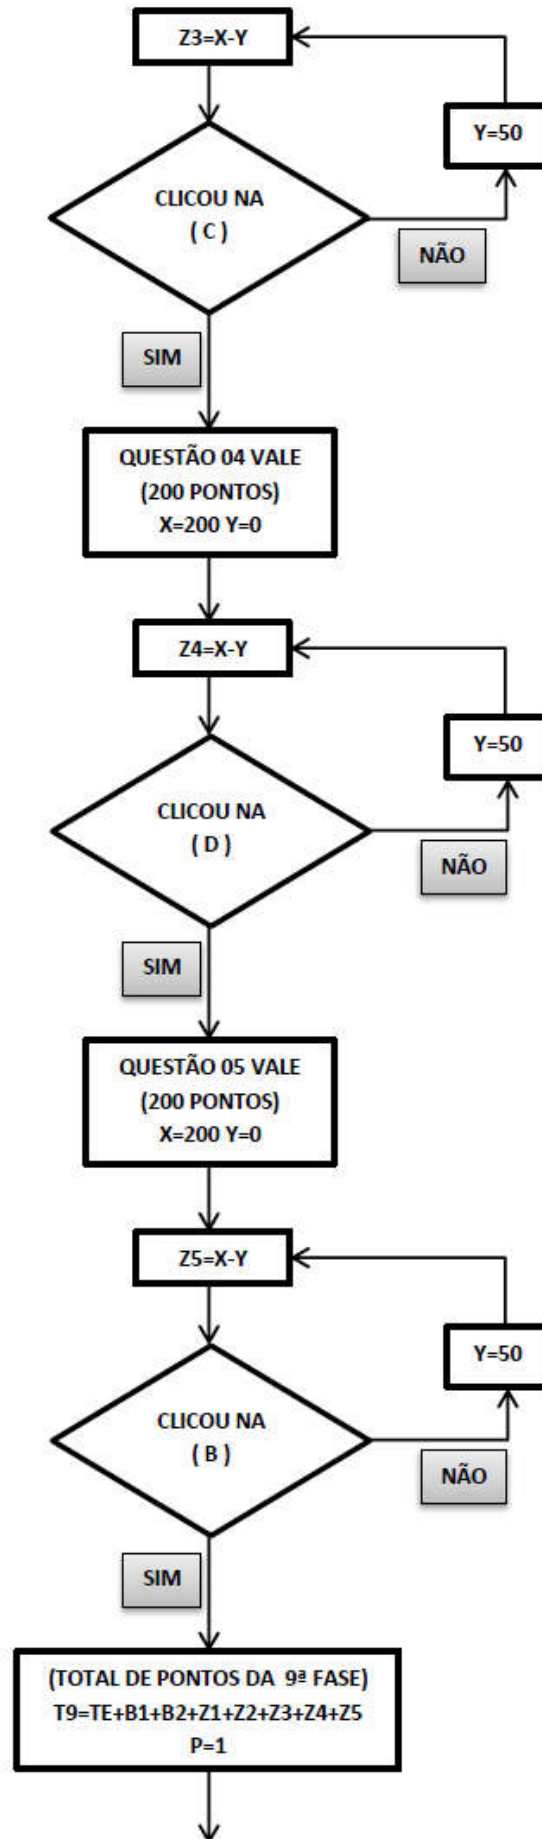 Z3=X-Y
Y=50
CLICOU NA
( C )
NÃO
SIM
QUESTÃO 04 VALE
(200 PONTOS)
X=200 Y=0
Z4=X-Y
Y=50
CLICOU NA
( D )
NÃO
SIM
QUESTÃO 05 VALE
(200 PONTOS)
X=200 Y=0
Z5=X-Y
Y=50
CLICOU NA
( B )
NÃO
SIM
(TOTAL DE PONTOS DA 9ª FASE)
T9=TE+B1+B2+Z1+Z2+Z3+Z4+Z5
P=1